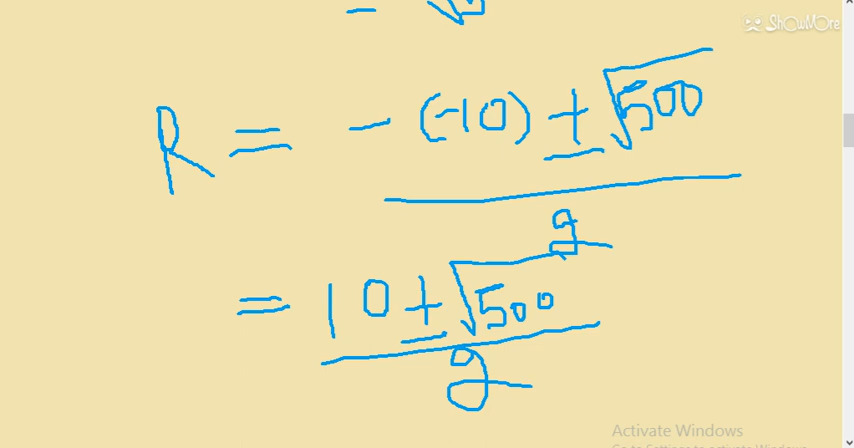 ShowMore
R = -(-10) ± √500 / 2
= 10 ± √500 / 2
Activate Windows